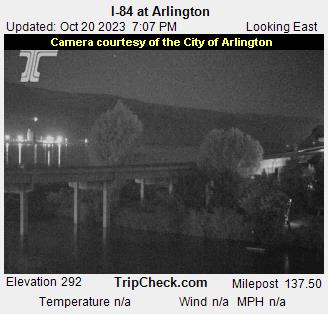 I-84 at Arlington
Updated: Oct 20 2023 7:07 PM Looking East
Camera courtesy of the City of Arlington
Elevation 292 TripCheck.com Milepost 137.50
Temperature n/a Wind n/a MPH n/a